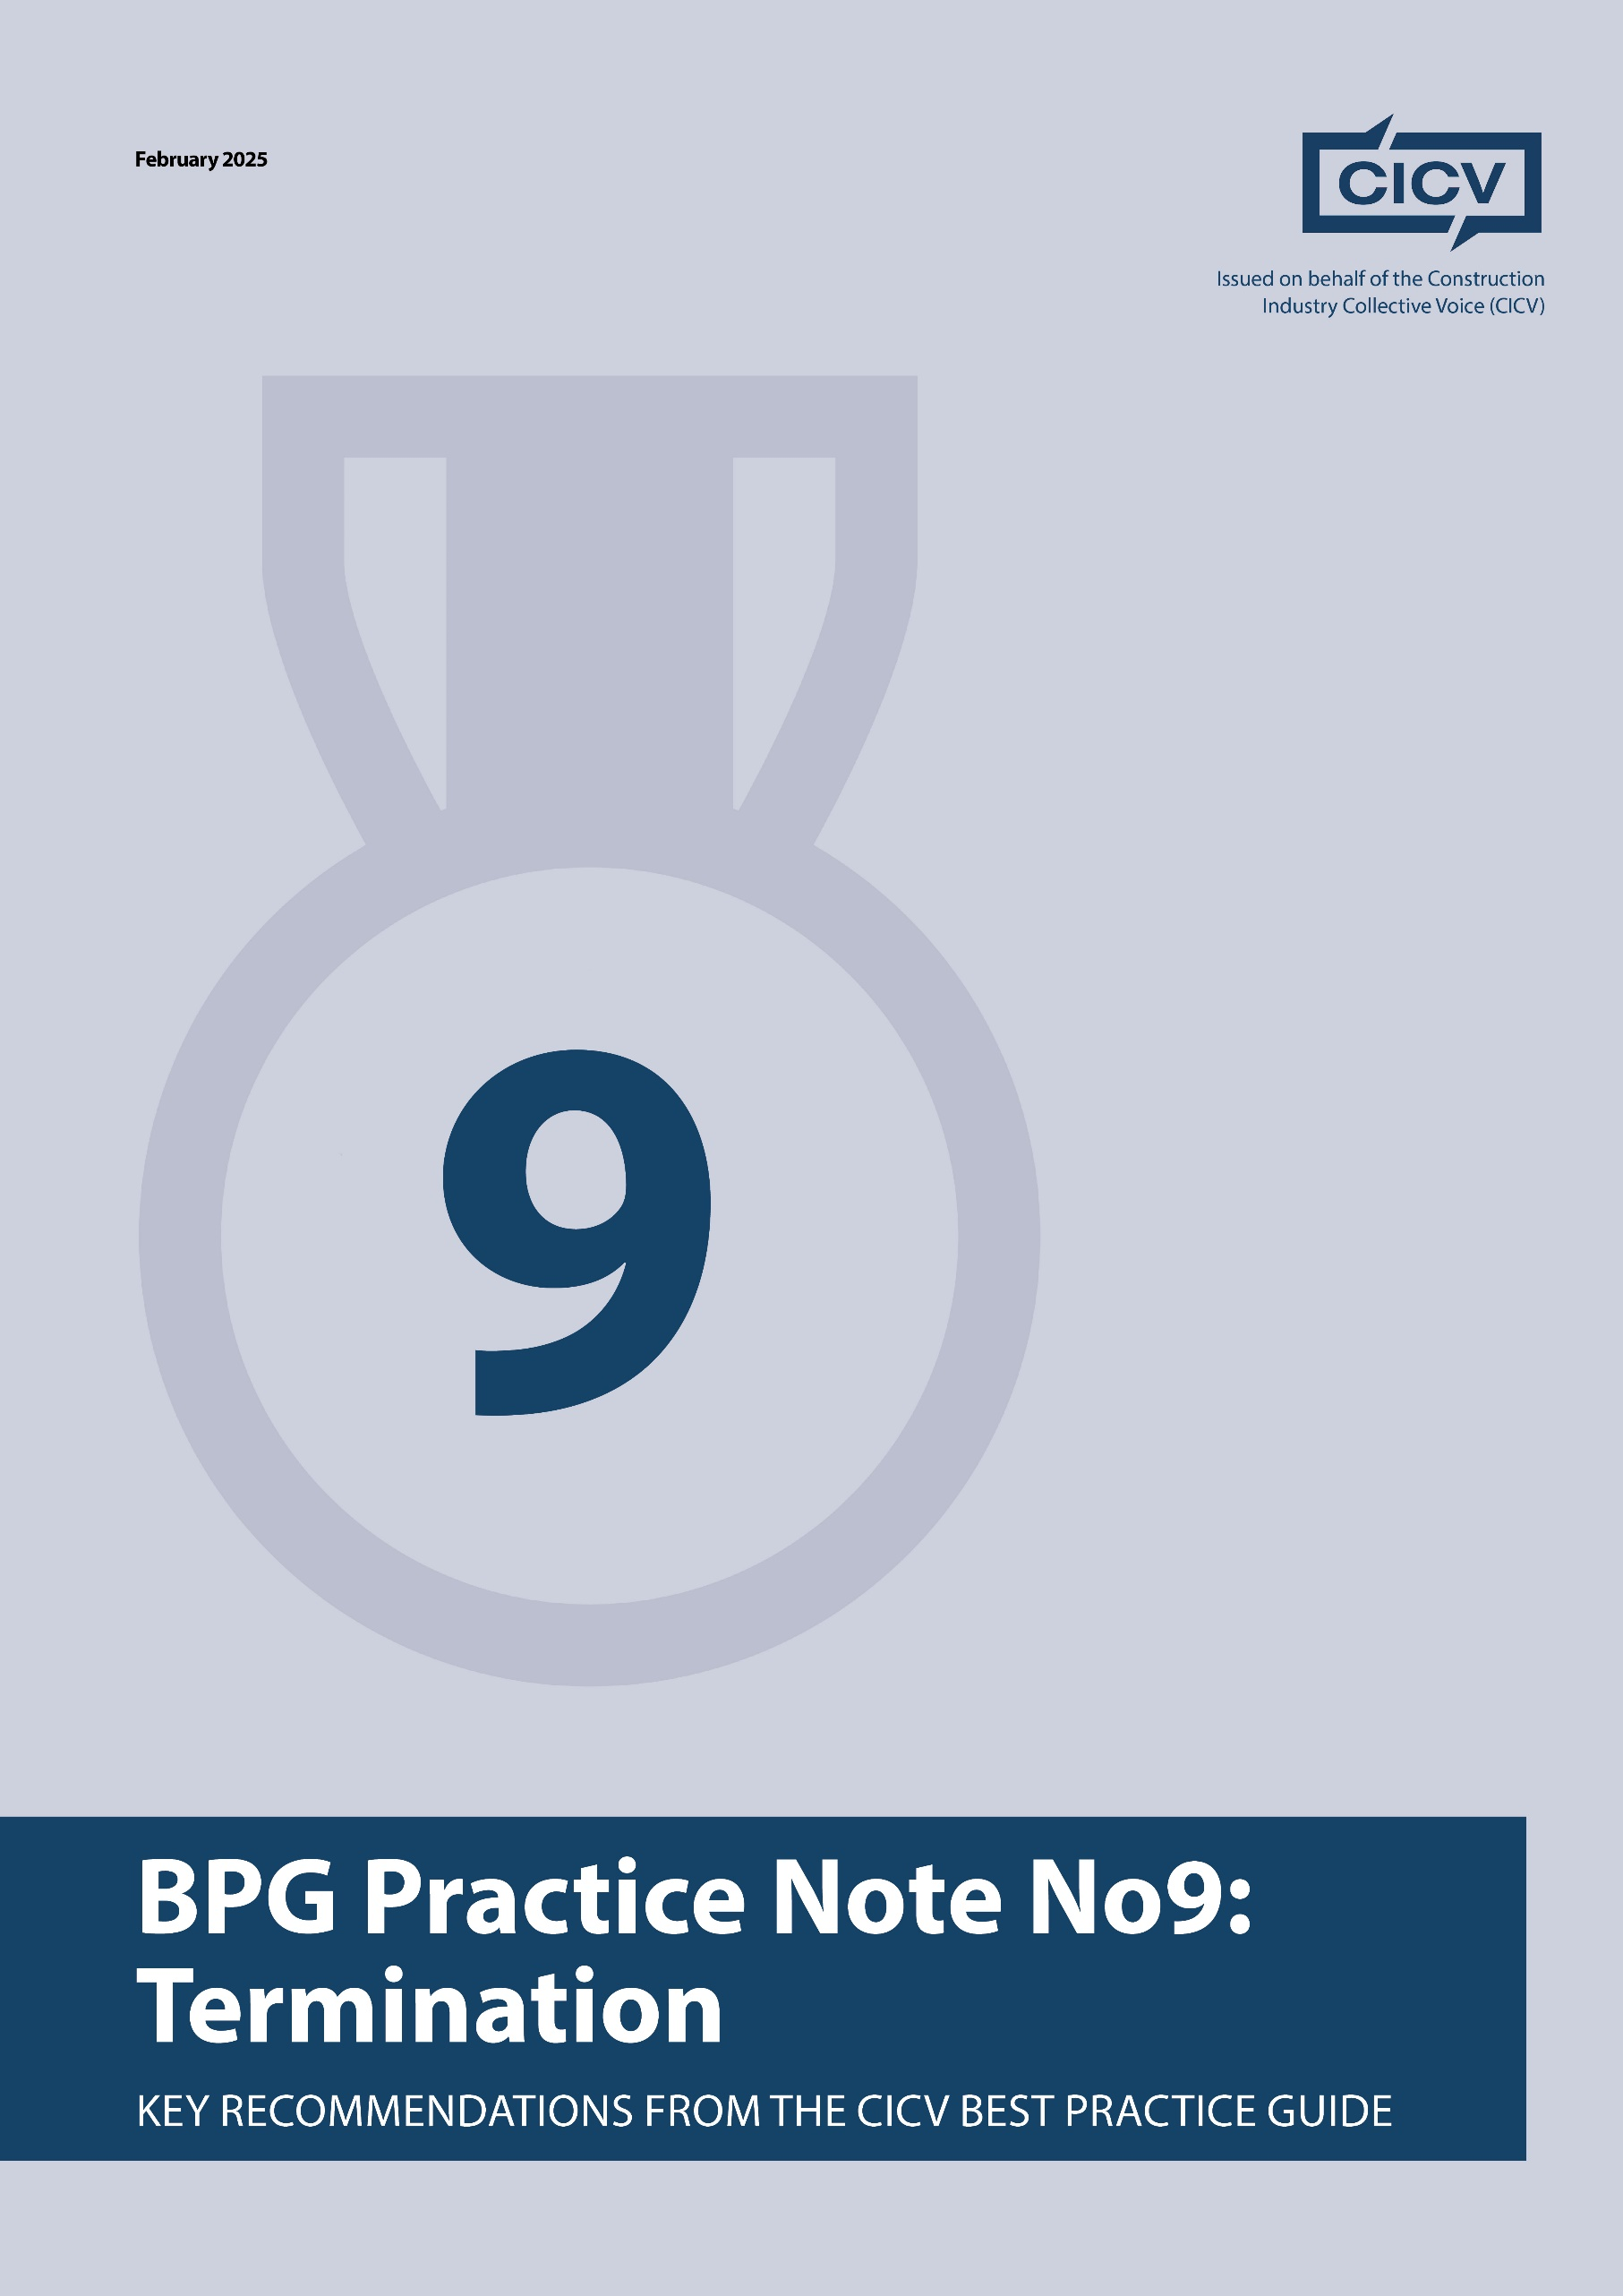 February 2025
CICV
Issued on behalf of the Construction
Industry Collective Voice (CICV)
9
BPG Practice Note No9:
Termination
KEY RECOMMENDATIONS FROM THE CICV BEST PRACTICE GUIDE